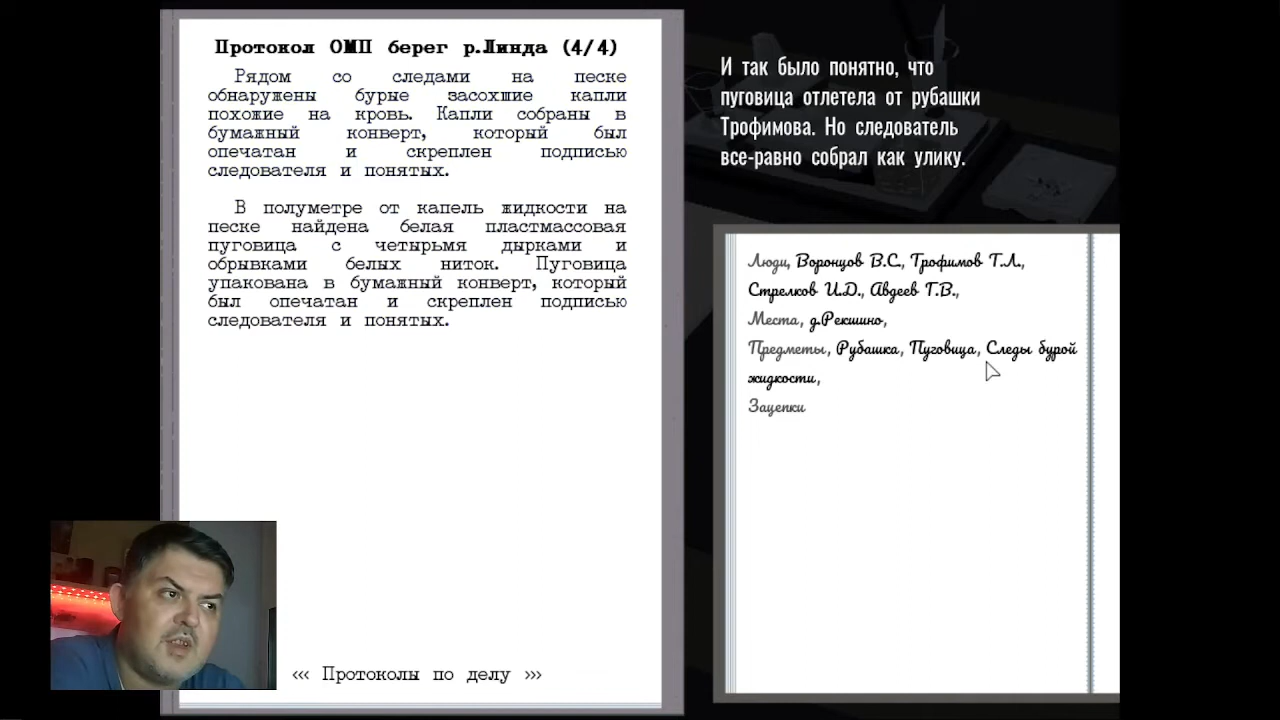 Протокол ОМП берег р.Линда (4/4)
Рядом со следами на песке
обнаружены бурые засохшие капли
похожие на кровь. Капли собраны в
бумажный конверт, который был
опечатан и скреплен подписью
следователя и понятых.
В полуметре от капель жидкости на
песке найдена белая пластмассовая
пуговица с четырьмя дырками и
обрывками белых ниток. Пуговица
упакована в бумажный конверт, который
был опечатан и скреплен подписью
следователя и понятых.
‹‹‹ Протоколы по делу ›››
И так было понятно, что
пуговица отлетела от рубашки
Трофимова. Но следователь
все-равно собрал как улику.
Люди, Воронцов В.С., Трофимов Т.Л.,
Стрелков И.Д., Авдеев Г.В.,
Места, д.Рекшино,
Предметы, Рубашка, Пуговица, Следы бурой
жидкости,
Зацепки